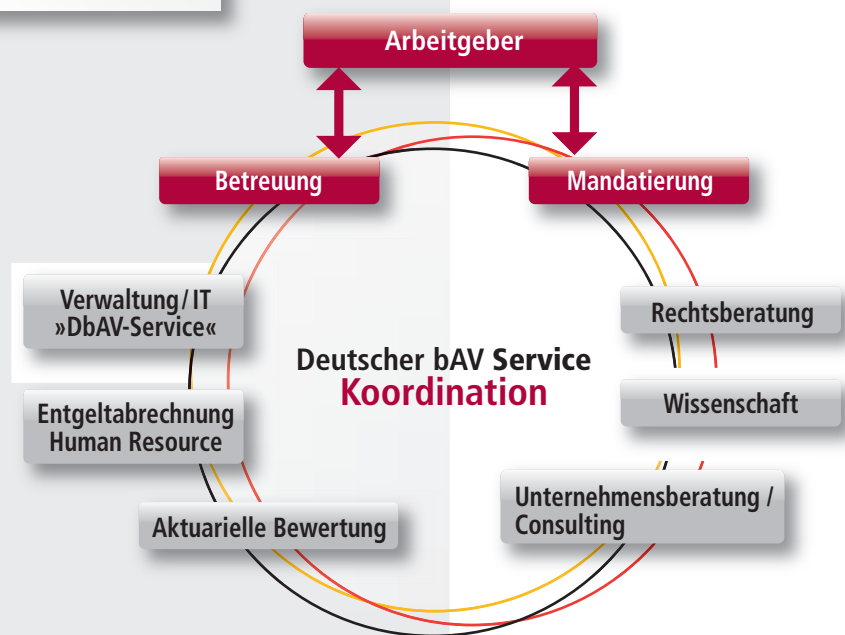 Arbeitgeber
Betreuung
Mandatierung
Verwaltung/IT
»DbAV-Service«
Rechtsberatung
Deutscher bAV Service
Koordination
Entgeltabrechnung
Human Resource
Wissenschaft
Unternehmensberatung /
Consulting
Aktuarielle Bewertung